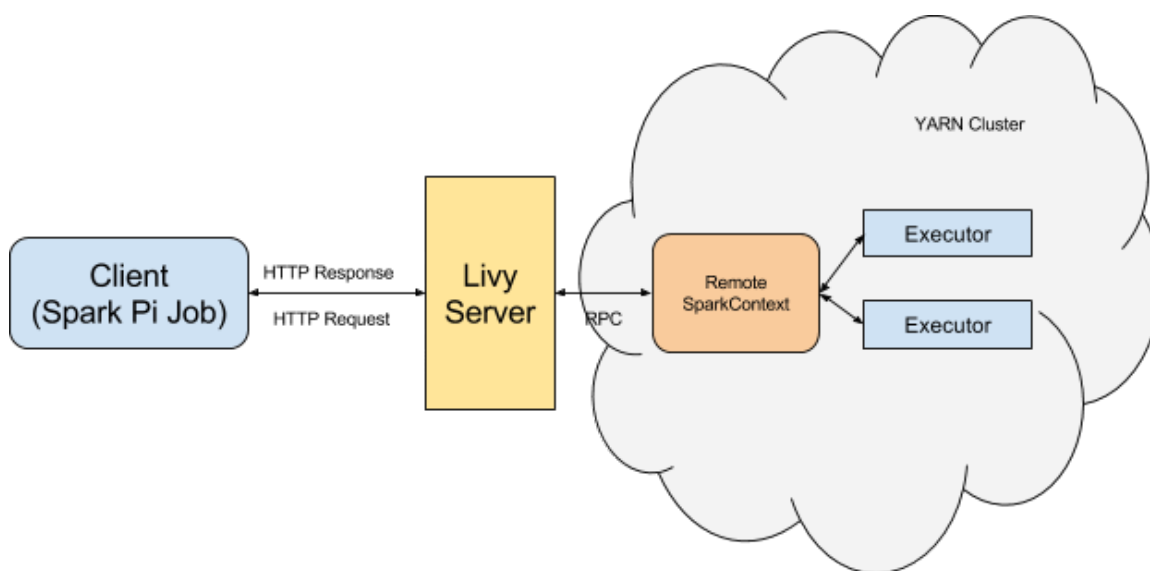 YARN Cluster
Client
(Spark Pi Job)
HTTP Response
HTTP Request
Livy
Server
RPC
Remote
SparkContext
Executor
Executor